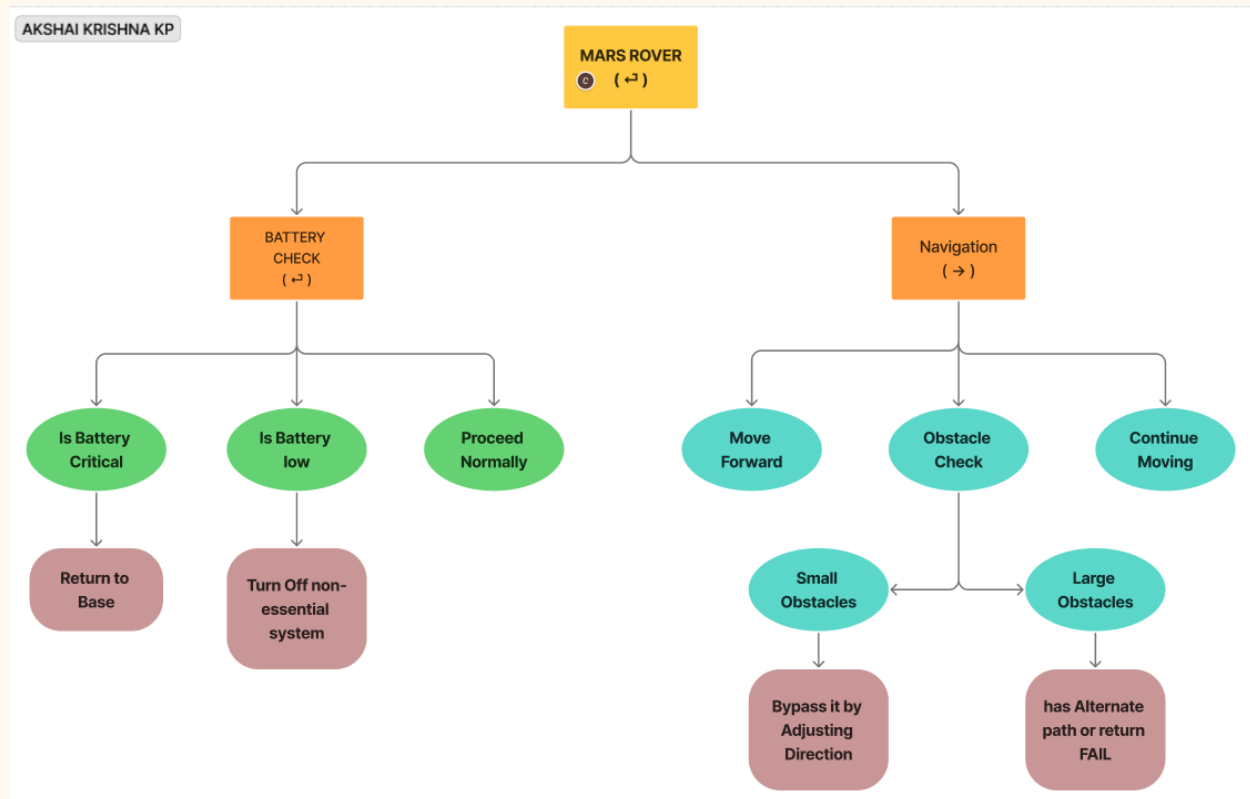 AKSHAI KRISHNA KP
MARS ROVER
C
( ⏎ )
BATTERY
CHECK
( ⏎ )
Navigation
( → )
Is Battery
Critical
Is Battery
low
Proceed
Normally
Move
Forward
Obstacle
Check
Continue
Moving
Return to
Base
Turn Off non-
essential
system
Small
Obstacles
Large
Obstacles
Bypass it by
Adjusting
Direction
has Alternate
path or return
FAIL